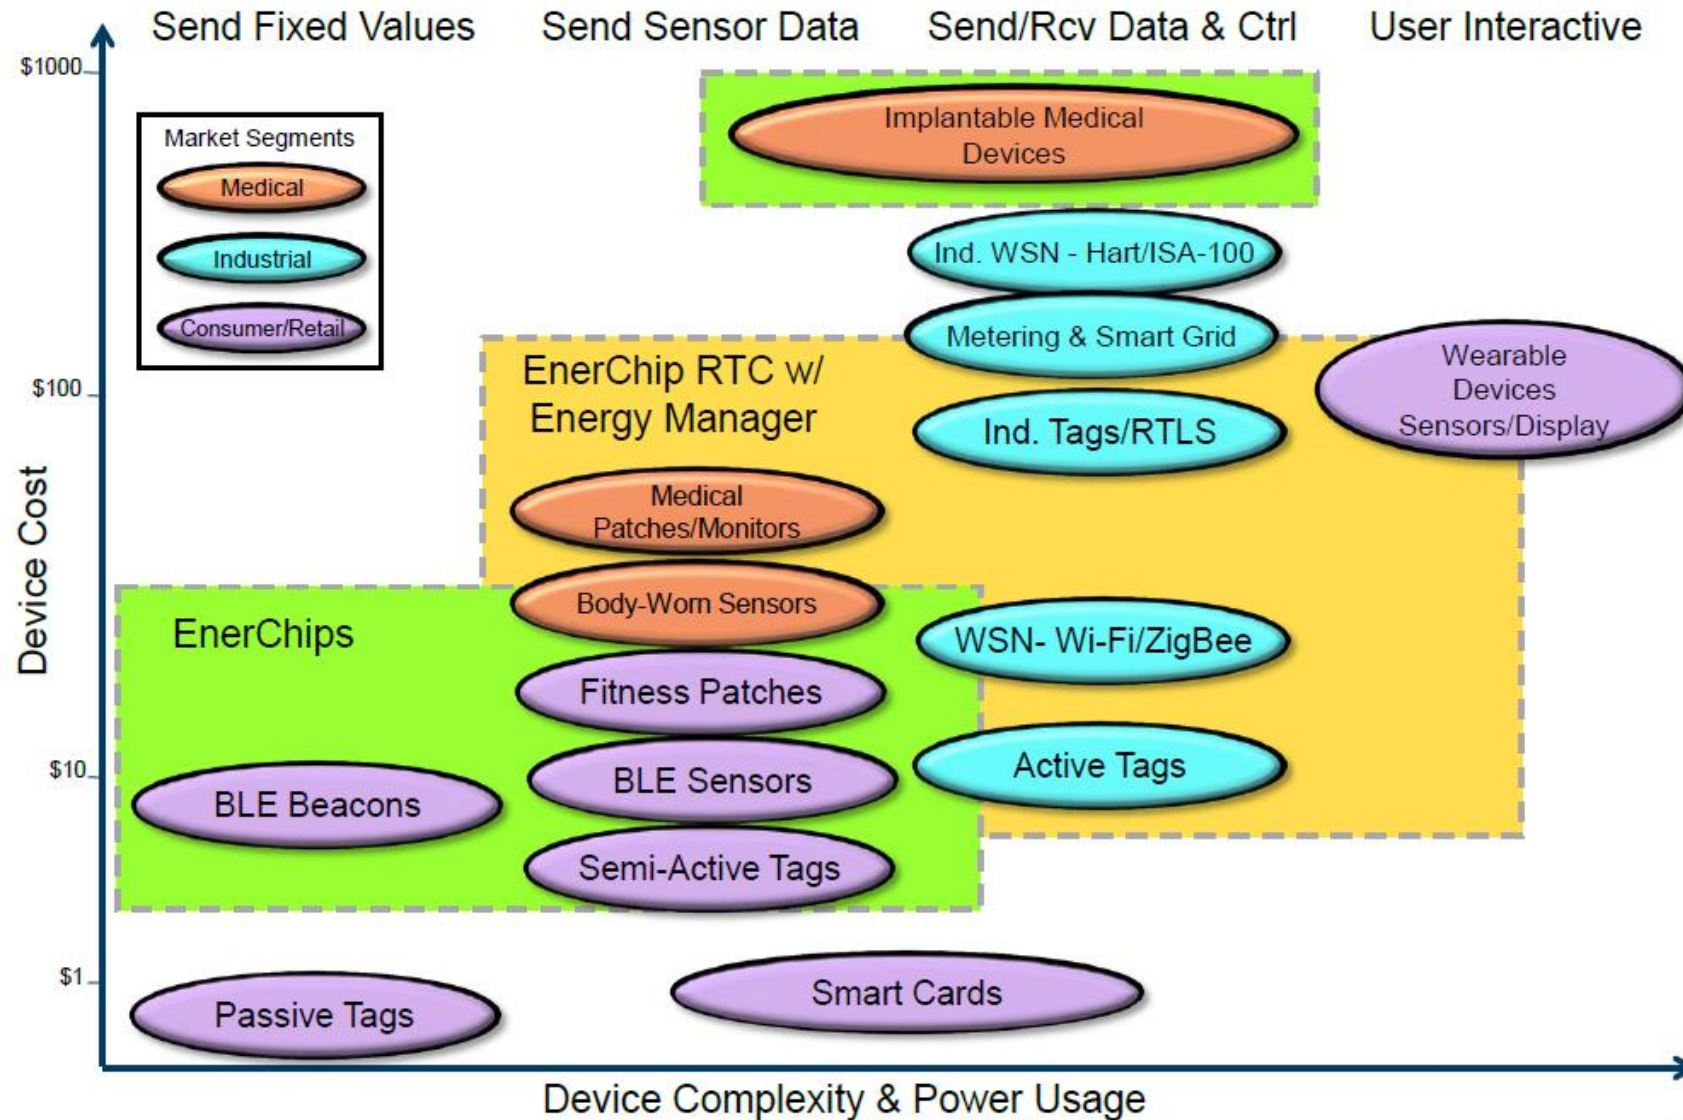 Send Fixed Values
Send Sensor Data
Send/Rcv Data & Ctrl
User Interactive
$1000
Market Segments
Medical
Industrial
Consumer/Retail
Implantable Medical
Devices
Ind. WSN - Hart/ISA-100
Metering & Smart Grid
EnerChip RTC w/
Energy Manager
Wearable
Devices
Sensors/Display
$100
Ind. Tags/RTLS
Medical
Patches/Monitors
Body-Worn Sensors
EnerChips
WSN- Wi-Fi/ZigBee
Fitness Patches
$10
BLE Beacons
BLE Sensors
Active Tags
Semi-Active Tags
$1
Passive Tags
Smart Cards
Device Cost
Device Complexity & Power Usage